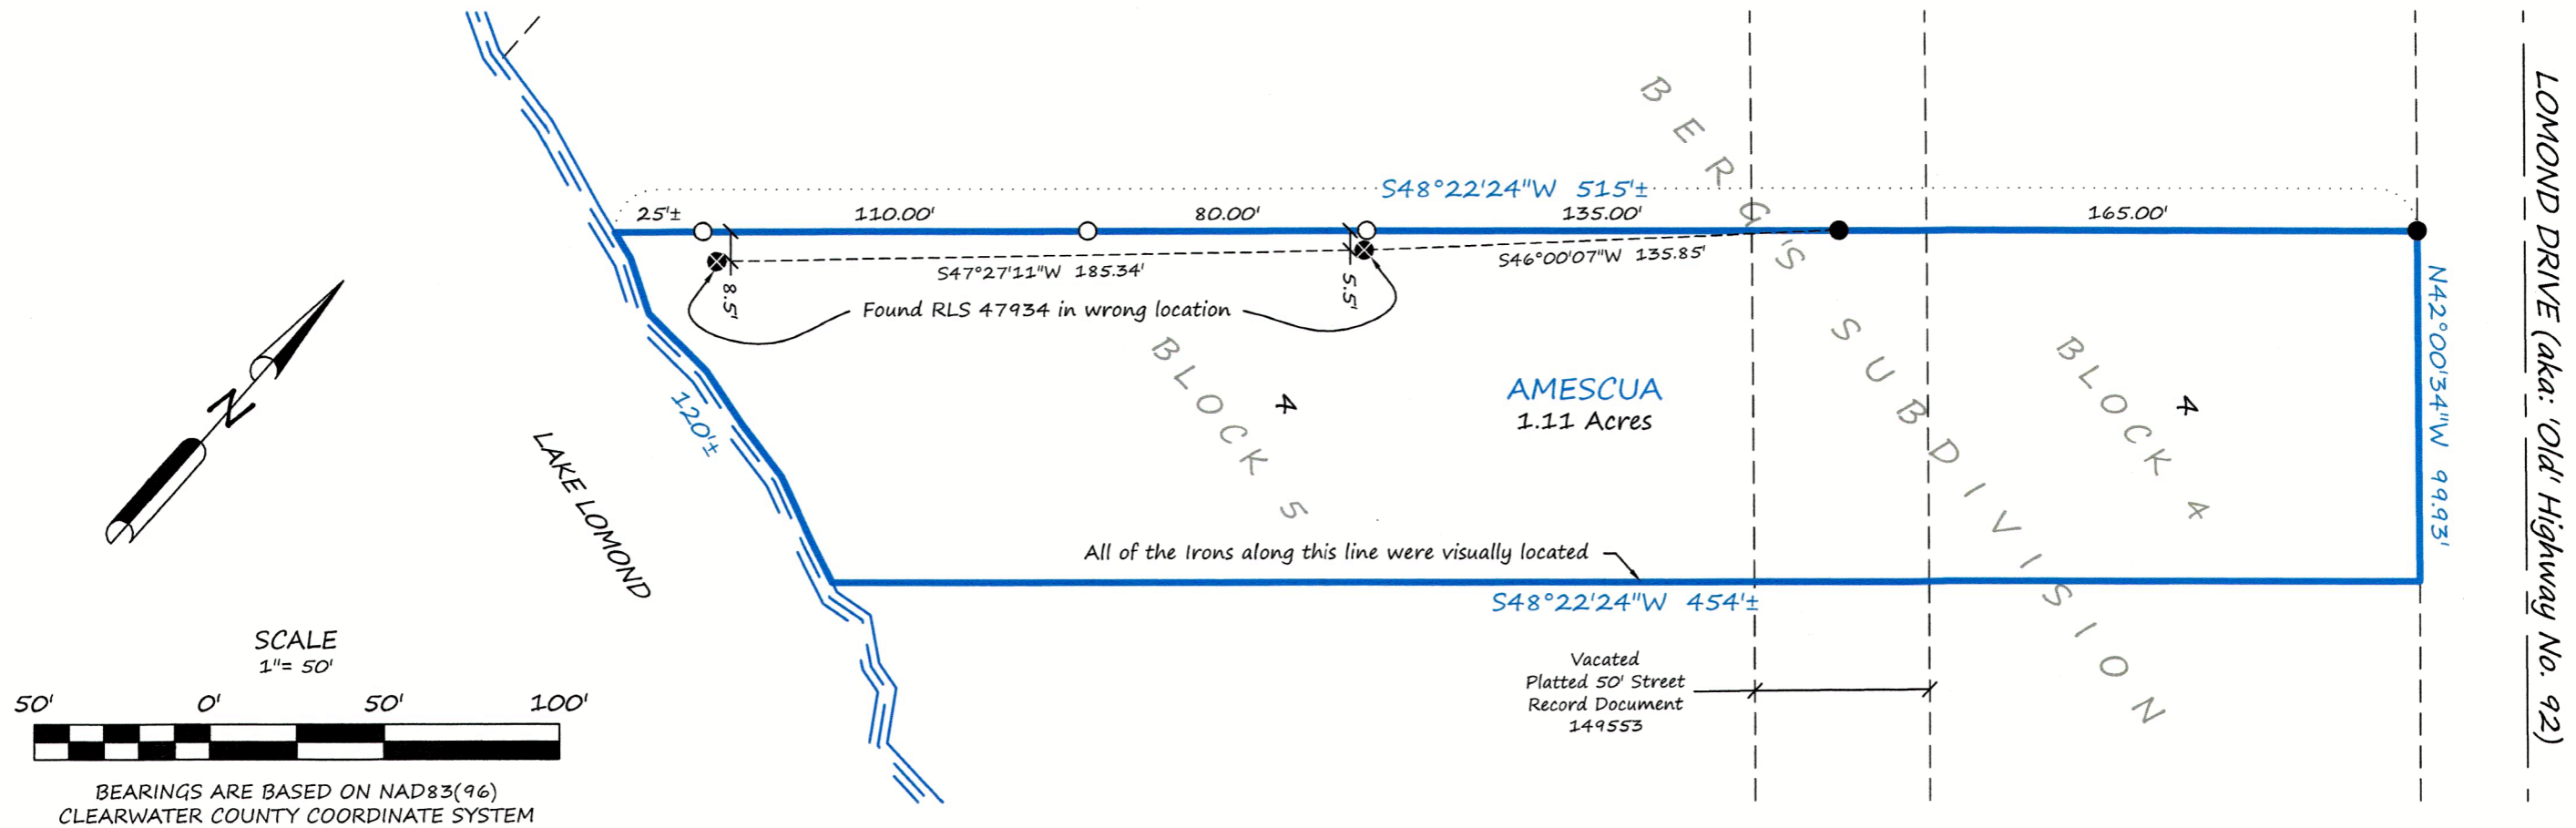 S48°22'24"W 515'±
25'±
110.00'
80.00'
135.00'
165.00'
S47°27'11"W 185.34'
S46°00'07"W 135.85'
8.5'
5.5'
Found RLS 47934 in wrong location
BERG'S SUBDIVISION
BLOCK 5
4
AMESCUA
1.11 Acres
BLOCK 4
4
N42°00'34"W 99.93'
LOMOND DRIVE (aka: 'Old' Highway No. 92)
120'±
LAKE LOMOND
N
All of the Irons along this line were visually located
S48°22'24"W 454'±
Vacated
Platted 50' Street
Record Document
149553
SCALE
1"= 50'
50' 0' 50' 100'
BEARINGS ARE BASED ON NAD83(96)
CLEARWATER COUNTY COORDINATE SYSTEM